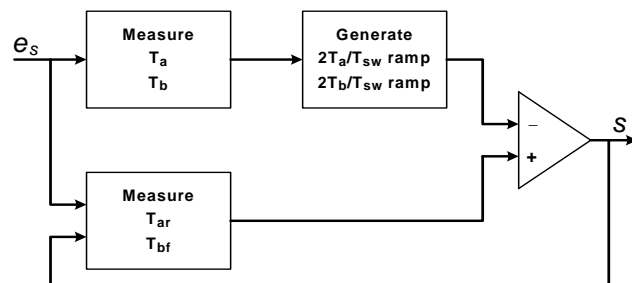 e_s
Measure
T_a
T_b
Generate
2T_a/T_sw ramp
2T_b/T_sw ramp
−
+
s
Measure
T_ar
T_bf